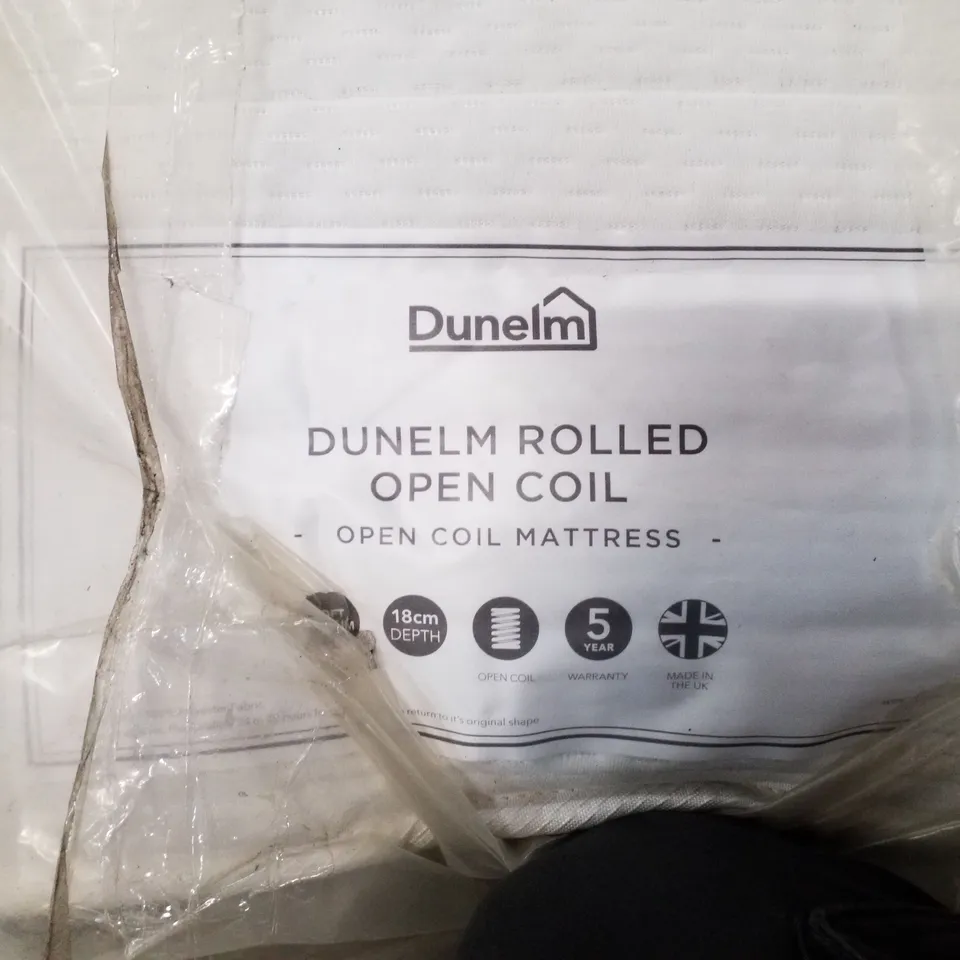 Dunelm
DUNELM ROLLED
OPEN COIL
- OPEN COIL MATTRESS -
18cm
DEPTH
OPEN COIL
5
YEAR
WARRANTY
MADE IN
THE UK
return to it's original shape